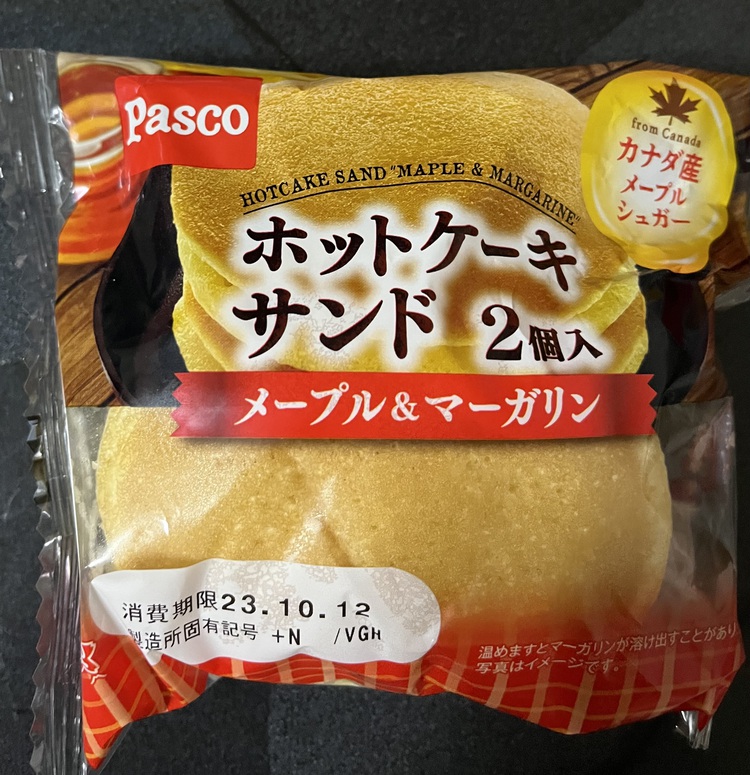 Pasco
from Canada
カナダ産
メープル
シュガー
HOTCAKE SAND "MAPLE & MARGARINE"
ホットケーキ
サンド 2個入
メープル&マーガリン
消費期限23.10.12
製造所固有記号 +N /VGH
温めますとマーガリンが溶け出すことがあり
写真はイメージです。